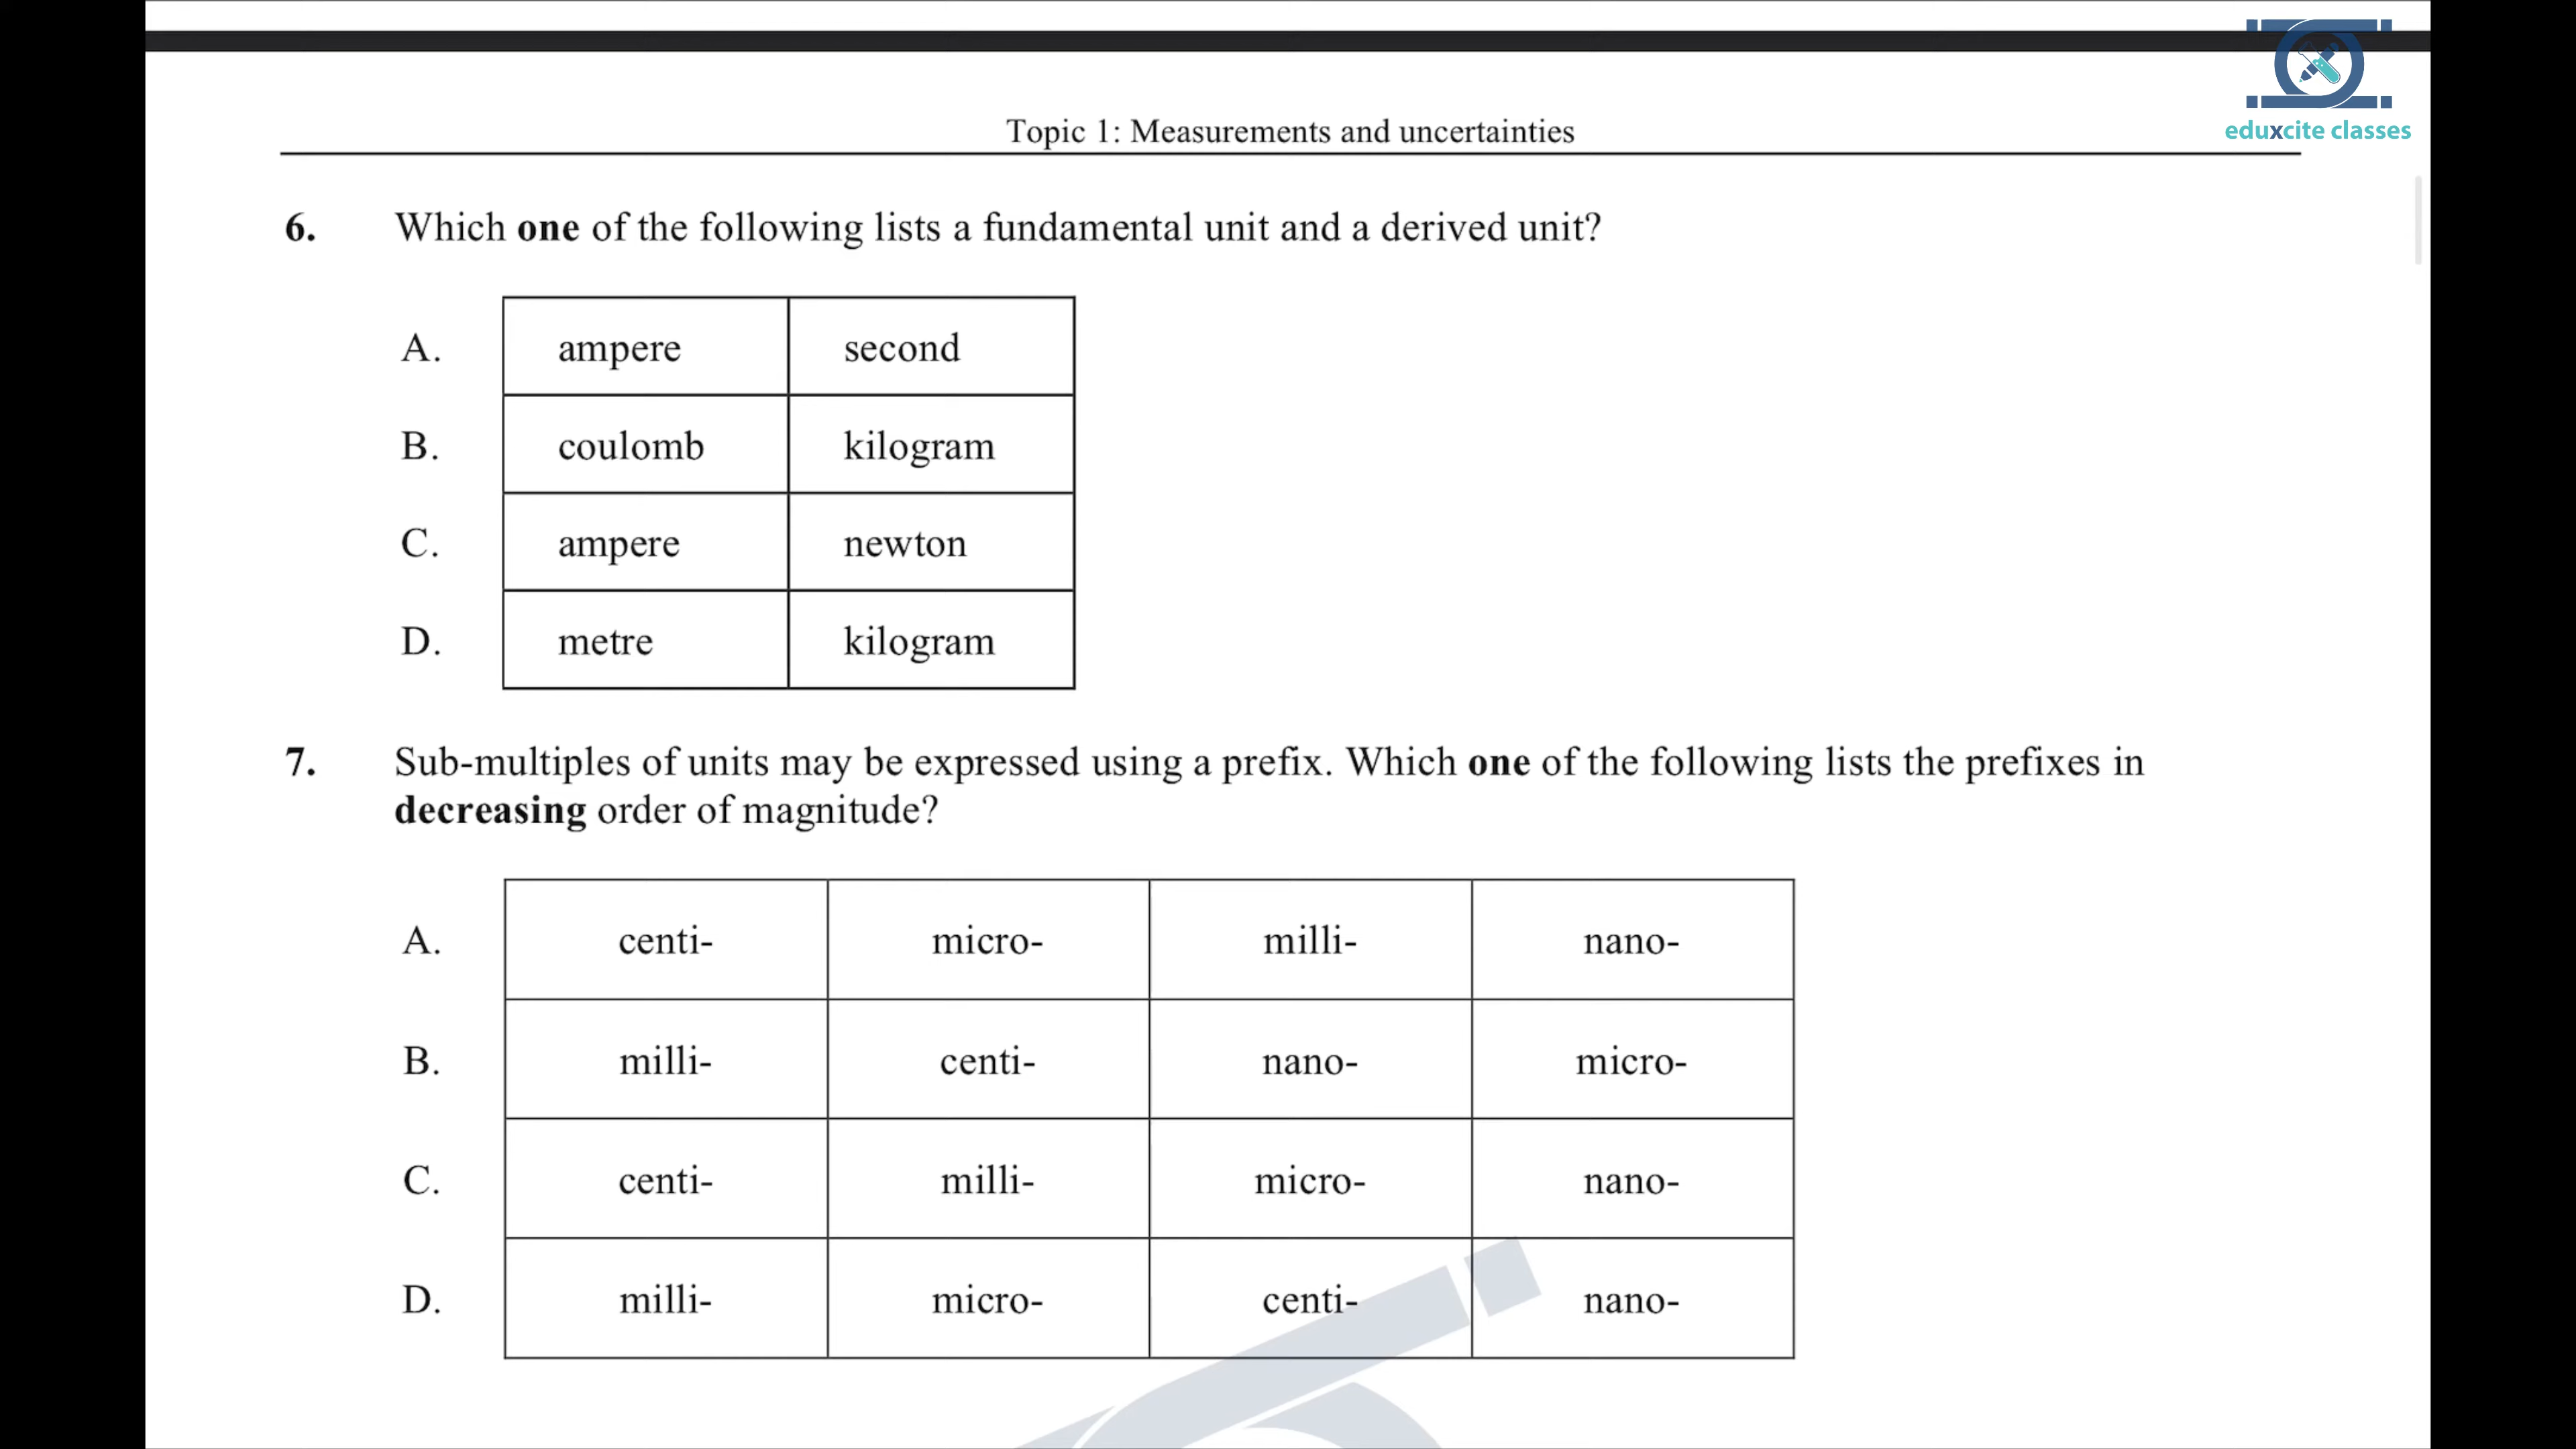 eduxcite classes
Topic 1: Measurements and uncertainties
6. Which one of the following lists a fundamental unit and a derived unit?
A. ampere second
B. coulomb kilogram
C. ampere newton
D. metre kilogram
7. Sub-multiples of units may be expressed using a prefix. Which one of the following lists the prefixes in
decreasing order of magnitude?
A. centi- micro- milli- nano-
B. milli- centi- nano- micro-
C. centi- milli- micro- nano-
D. milli- micro- centi- nano-